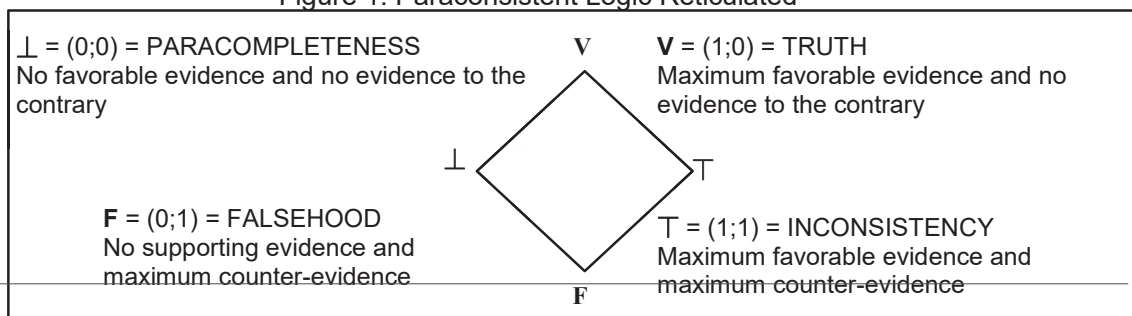 Figure 1: Paraconsistent Logic Reticulated
⊥ = (0;0) = PARACOMPLETENESS
No favorable evidence and no evidence to the
contrary
V
V = (1;0) = TRUTH
Maximum favorable evidence and no
evidence to the contrary
⊥
⊤
F = (0;1) = FALSEHOOD
No supporting evidence and
maximum counter-evidence
⊤ = (1;1) = INCONSISTENCY
Maximum favorable evidence and
maximum counter-evidence
F